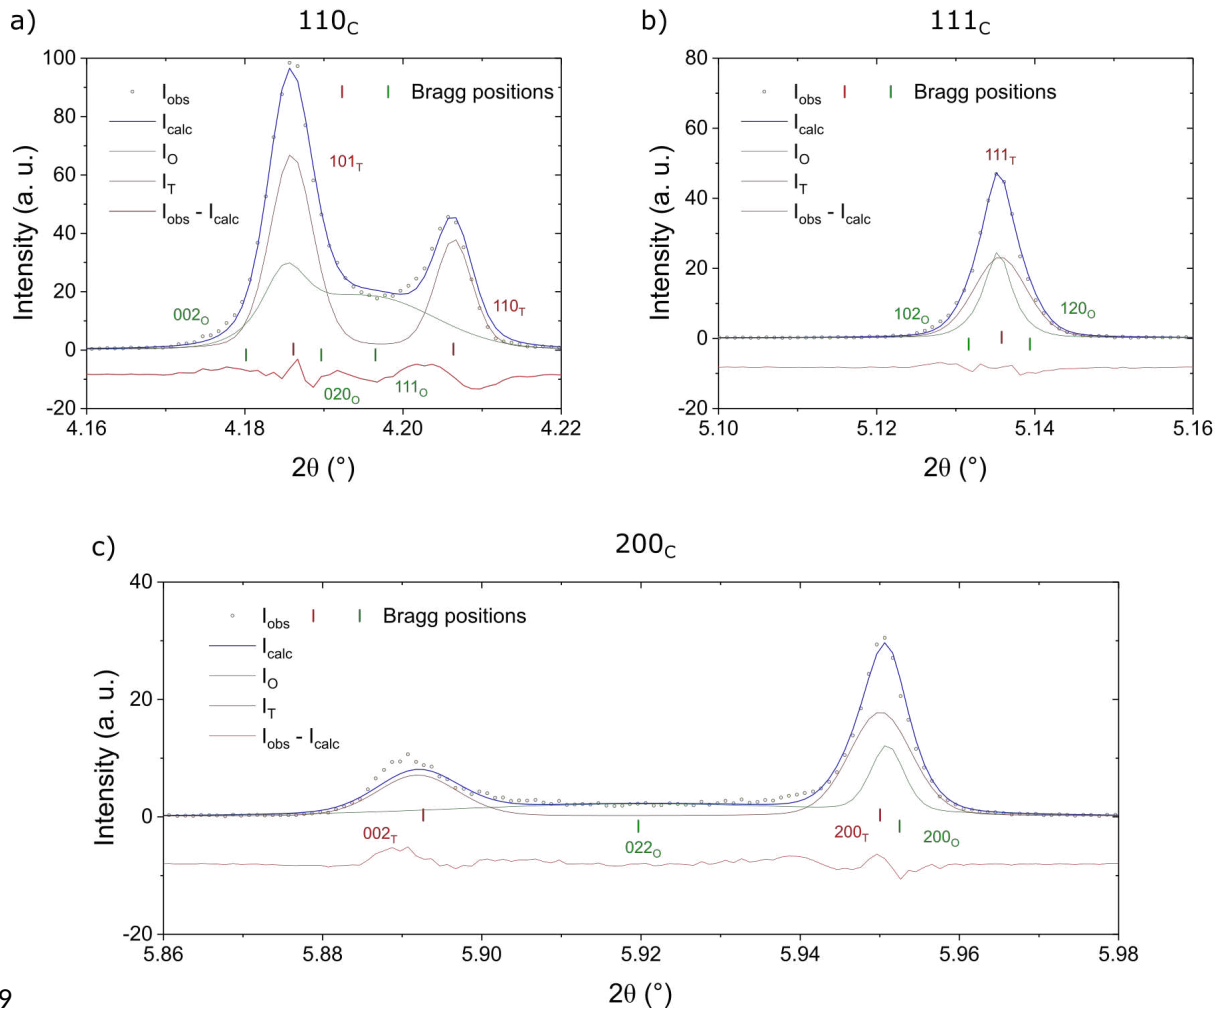 a)
110C
100
80
60
40
20
0
-20
Intensity (a. u.)
Iobs
Icalc
IO
IT
Iobs - Icalc
Bragg positions
101T
110T
002O
020O
111O
4.16 4.18 4.20 4.22
2θ (°)
b)
111C
80
60
40
20
0
-20
Intensity (a. u.)
Iobs
Bragg positions
Icalc
IO
IT
Iobs - Icalc
111T
102O
120O
5.10 5.12 5.14 5.16
2θ (°)
c)
200C
40
20
0
-20
Intensity (a. u.)
Iobs
Bragg positions
Icalc
IO
IT
Iobs - Icalc
002T
022O
200T
200O
5.86 5.88 5.90 5.92 5.94 5.96 5.98
2θ (°)
9